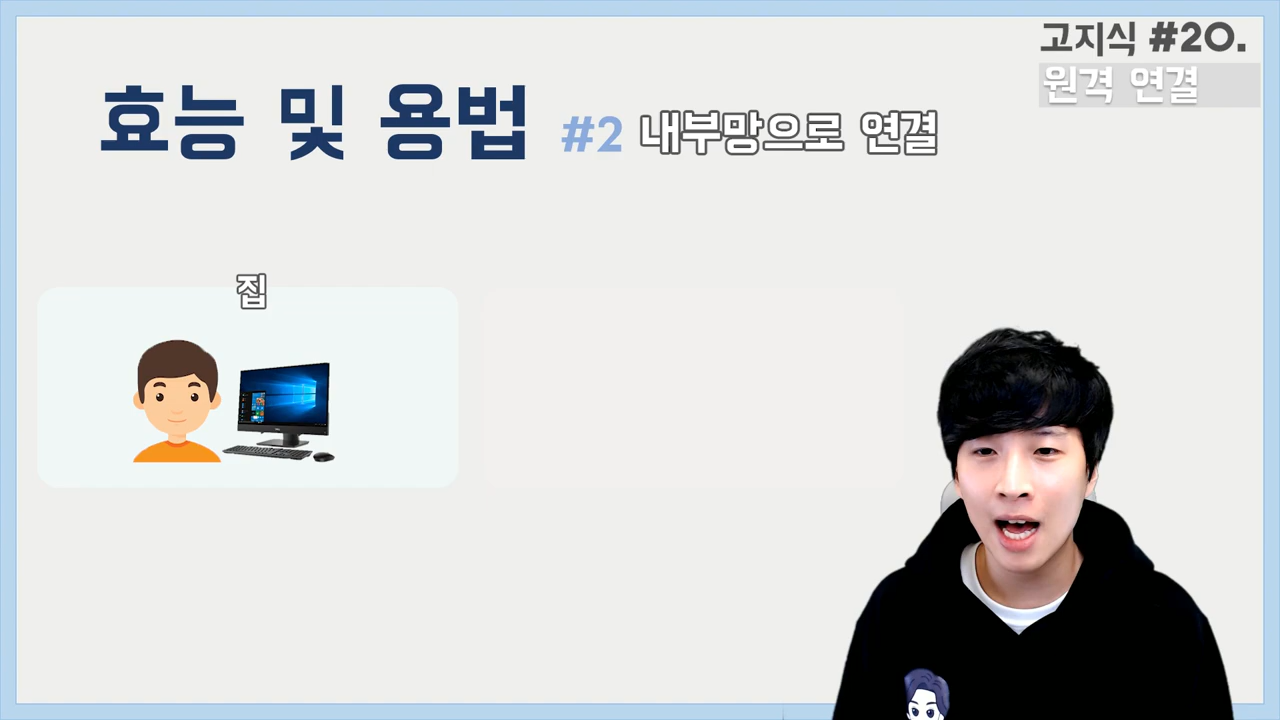 고지식 #20.
원격 연결
효능 및 용법 #2 내부망으로 연결
집